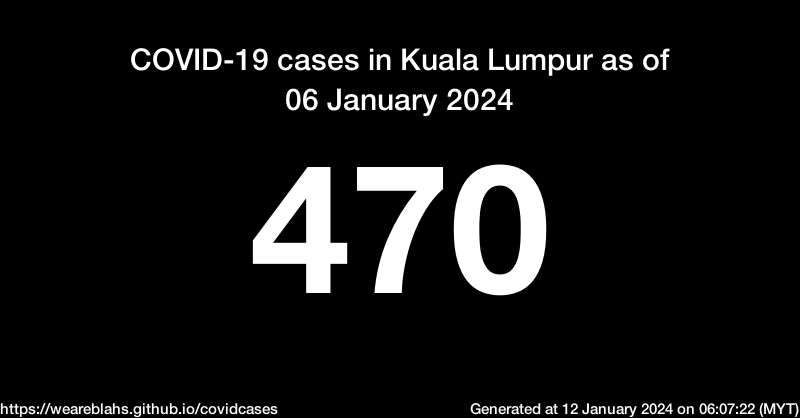 COVID-19 cases in Kuala Lumpur as of
06 January 2024
470
https://weareblahs.github.io/covidcases
Generated at 12 January 2024 on 06:07:22 (MYT)